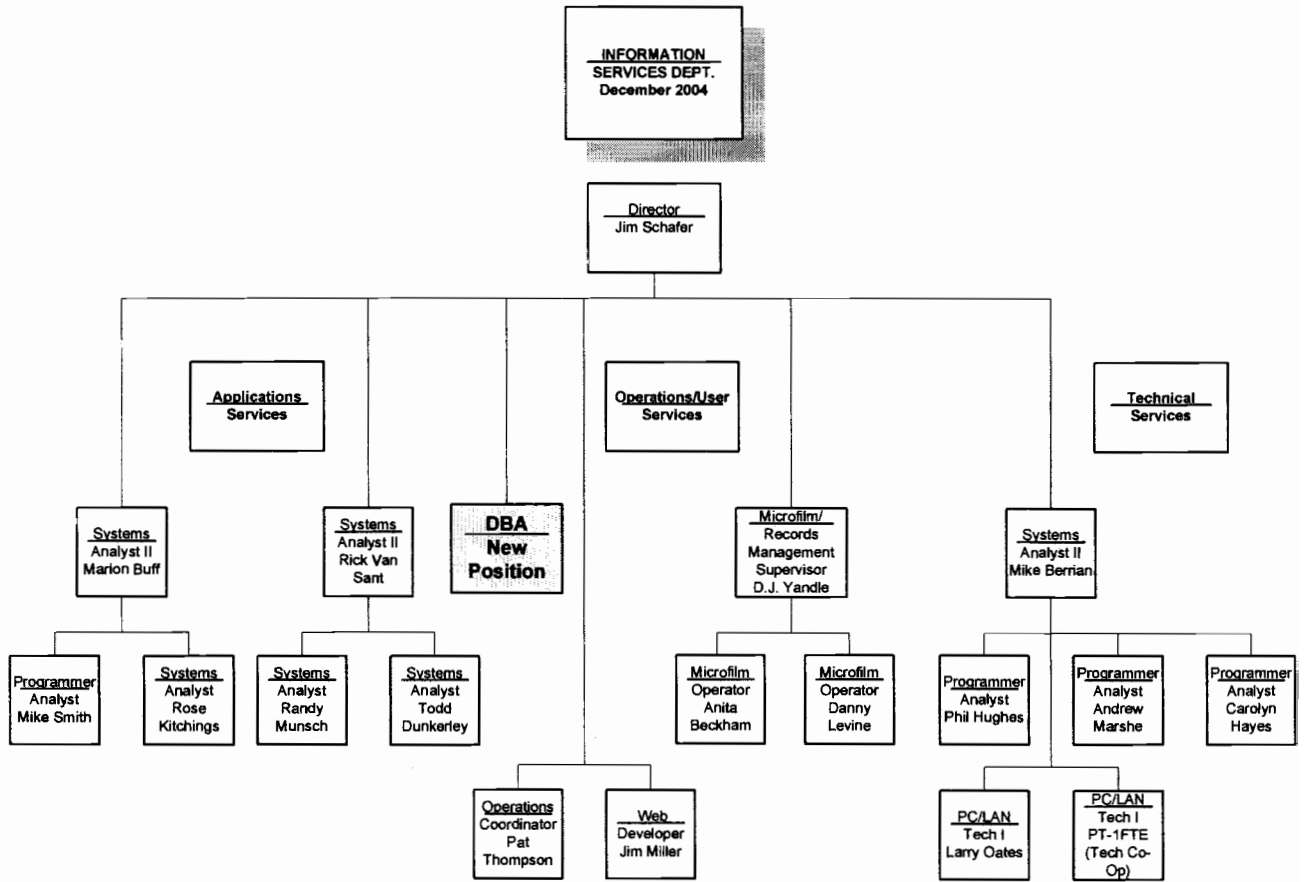 INFORMATION
SERVICES DEPT.
December 2004
Director
Jim Schafer
Applications
Services
Operations/User
Services
Technical
Services
Systems
Analyst II
Marion Buff
Systems
Analyst II
Rick Van
Sant
DBA
New
Position
Microfilm/
Records
Management
Supervisor
D.J. Yandle
Systems
Analyst II
Mike Berrian
Programmer
Analyst
Mike Smith
Systems
Analyst
Rose
Kitchings
Systems
Analyst
Randy
Munsch
Systems
Analyst
Todd
Dunkerley
Microfilm
Operator
Anita
Beckham
Microfilm
Operator
Danny
Levine
Programmer
Analyst
Phil Hughes
Programmer
Analyst
Andrew
Marshe
Programmer
Analyst
Carolyn
Hayes
Operations
Coordinator
Pat
Thompson
Web
Developer
Jim Miller
PC/LAN
Tech I
Larry Oates
PC/LAN
Tech I
PT-1FTE
(Tech Co-
Op)